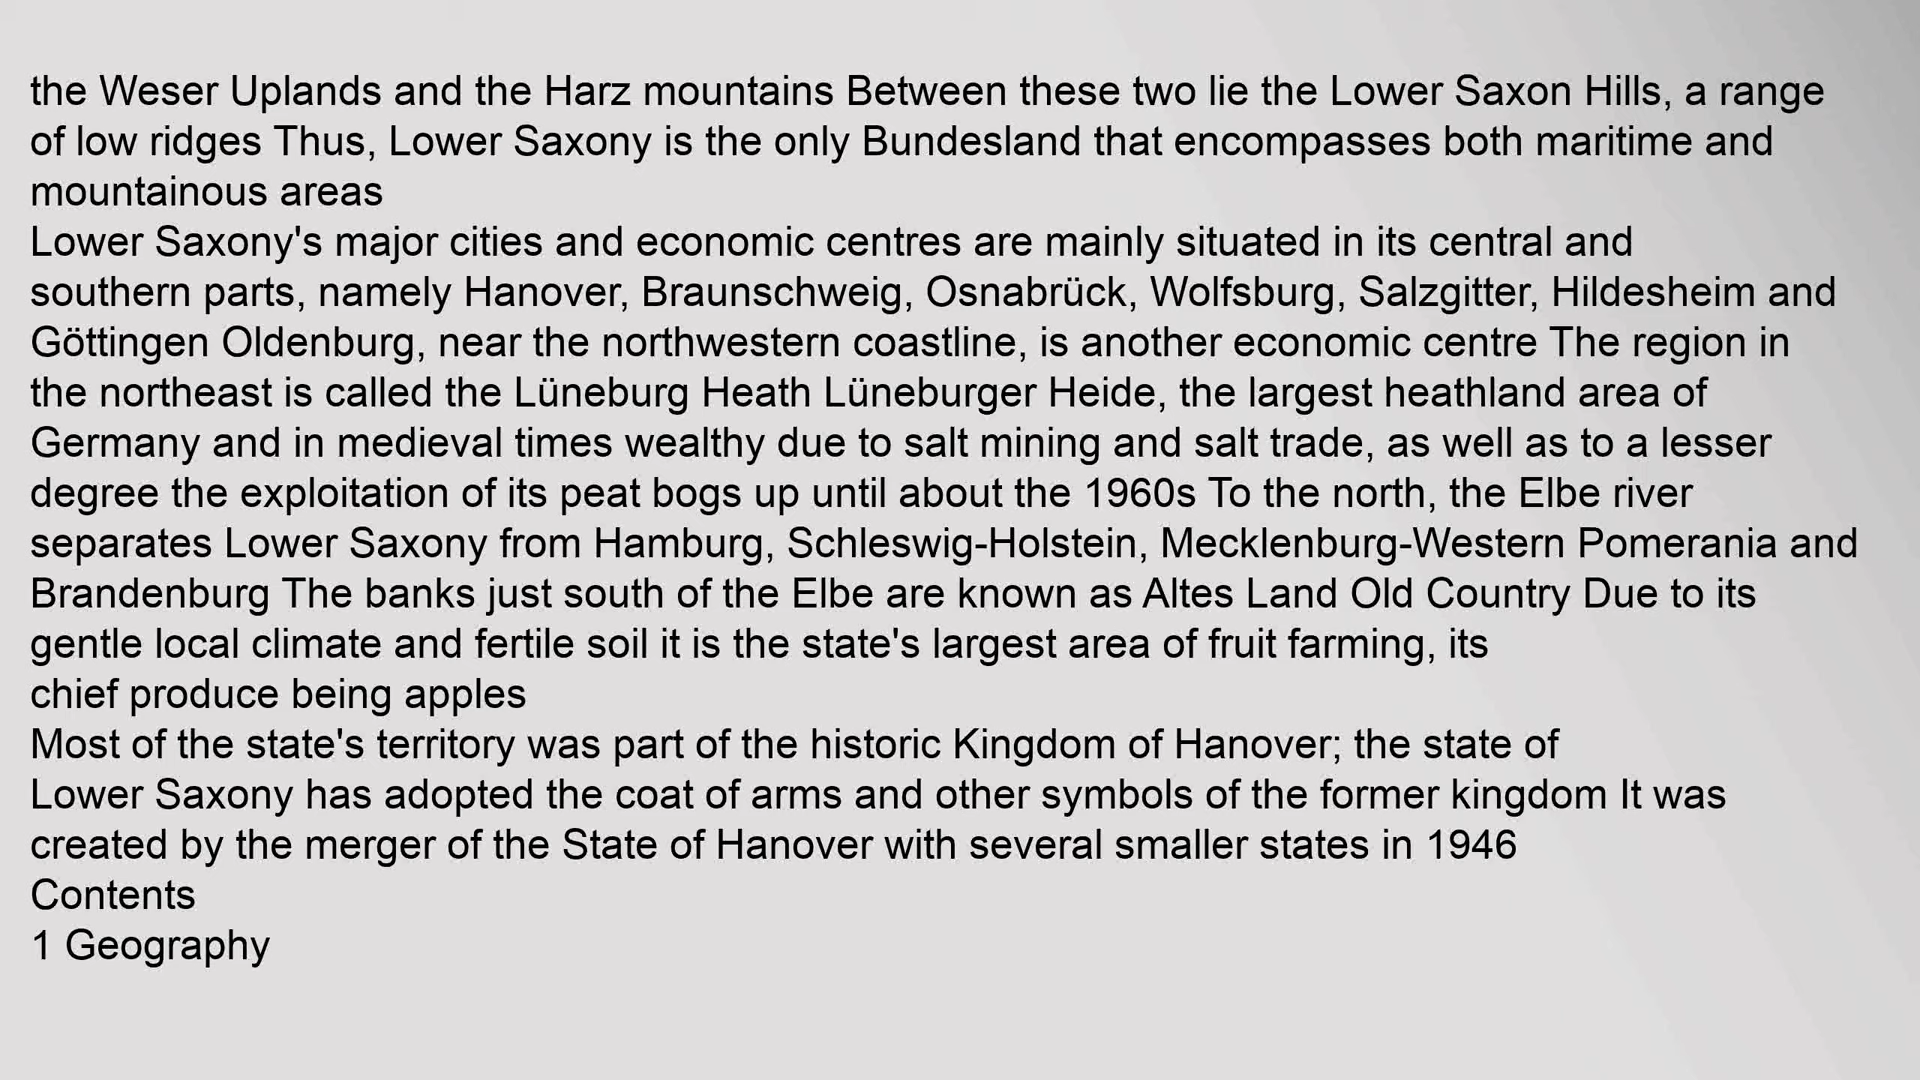 the Weser Uplands and the Harz mountains Between these two lie the Lower Saxon Hills, a range
of low ridges Thus, Lower Saxony is the only Bundesland that encompasses both maritime and
mountainous areas
Lower Saxony's major cities and economic centres are mainly situated in its central and
southern parts, namely Hanover, Braunschweig, Osnabrück, Wolfsburg, Salzgitter, Hildesheim and
Göttingen Oldenburg, near the northwestern coastline, is another economic centre The region in
the northeast is called the Lüneburg Heath Lüneburger Heide, the largest heathland area of
Germany and in medieval times wealthy due to salt mining and salt trade, as well as to a lesser
degree the exploitation of its peat bogs up until about the 1960s To the north, the Elbe river
separates Lower Saxony from Hamburg, Schleswig-Holstein, Mecklenburg-Western Pomerania and
Brandenburg The banks just south of the Elbe are known as Altes Land Old Country Due to its
gentle local climate and fertile soil it is the state's largest area of fruit farming, its
chief produce being apples
Most of the state's territory was part of the historic Kingdom of Hanover; the state of
Lower Saxony has adopted the coat of arms and other symbols of the former kingdom It was
created by the merger of the State of Hanover with several smaller states in 1946
Contents
1 Geography